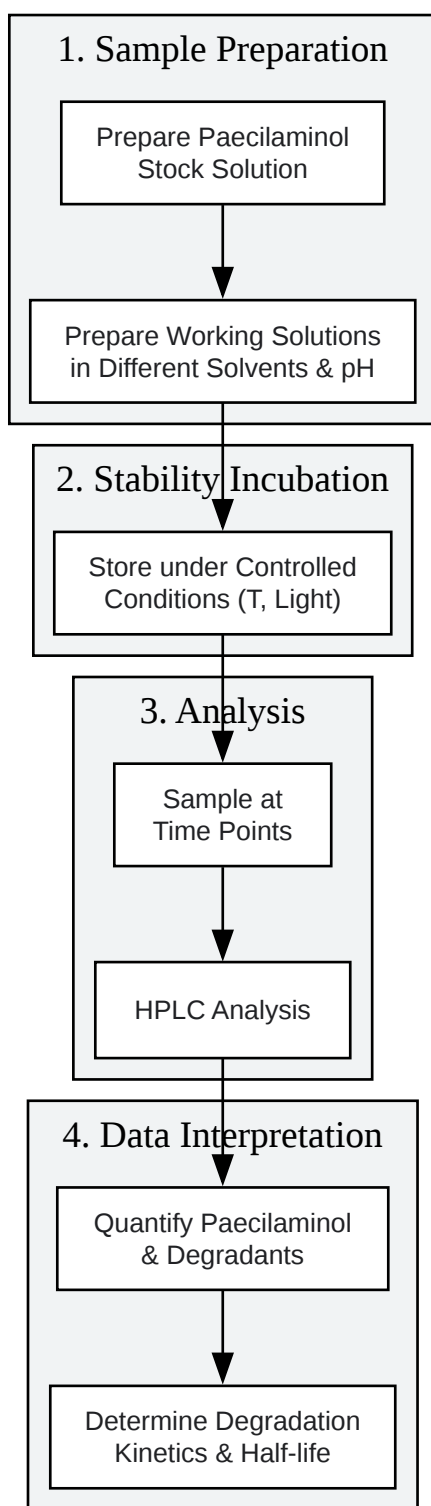 1. Sample Preparation
Prepare Paecilaminol
Stock Solution
Prepare Working Solutions
in Different Solvents & pH
2. Stability Incubation
Store under Controlled
Conditions (T, Light)
3. Analysis
Sample at
Time Points
HPLC Analysis
4. Data Interpretation
Quantify Paecilaminol
& Degradants
Determine Degradation
Kinetics & Half-life